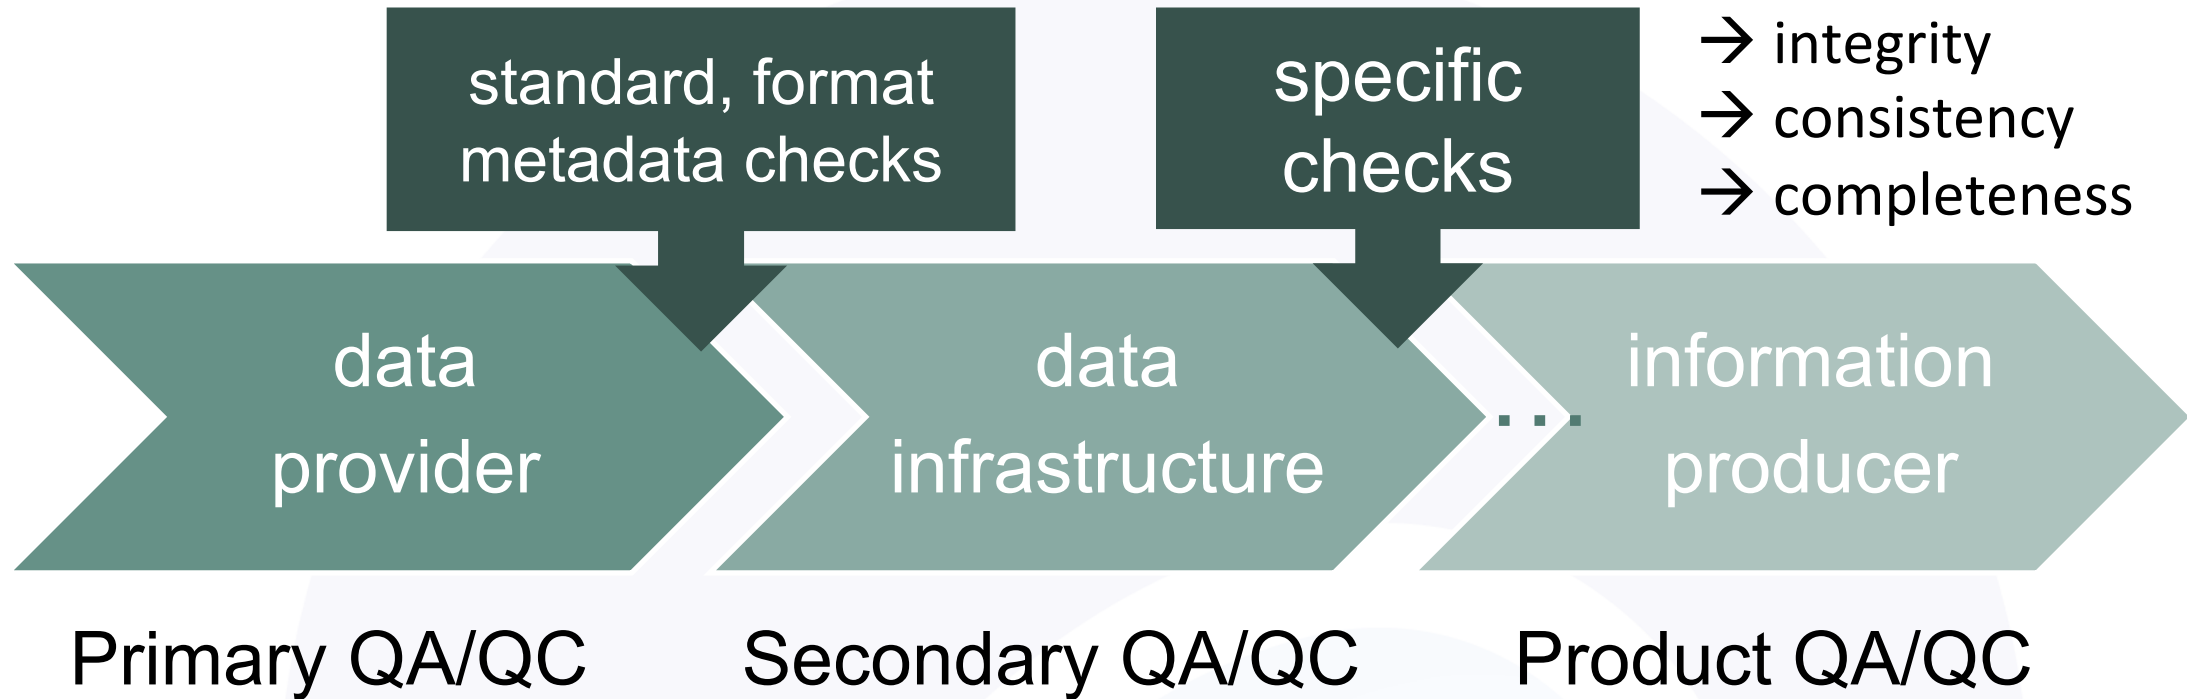 standard, format
metadata checks
specific
checks
→ integrity
→ consistency
→ completeness
data
provider
data
infrastructure
...
information
producer
Primary QA/QC
Secondary QA/QC
Product QA/QC